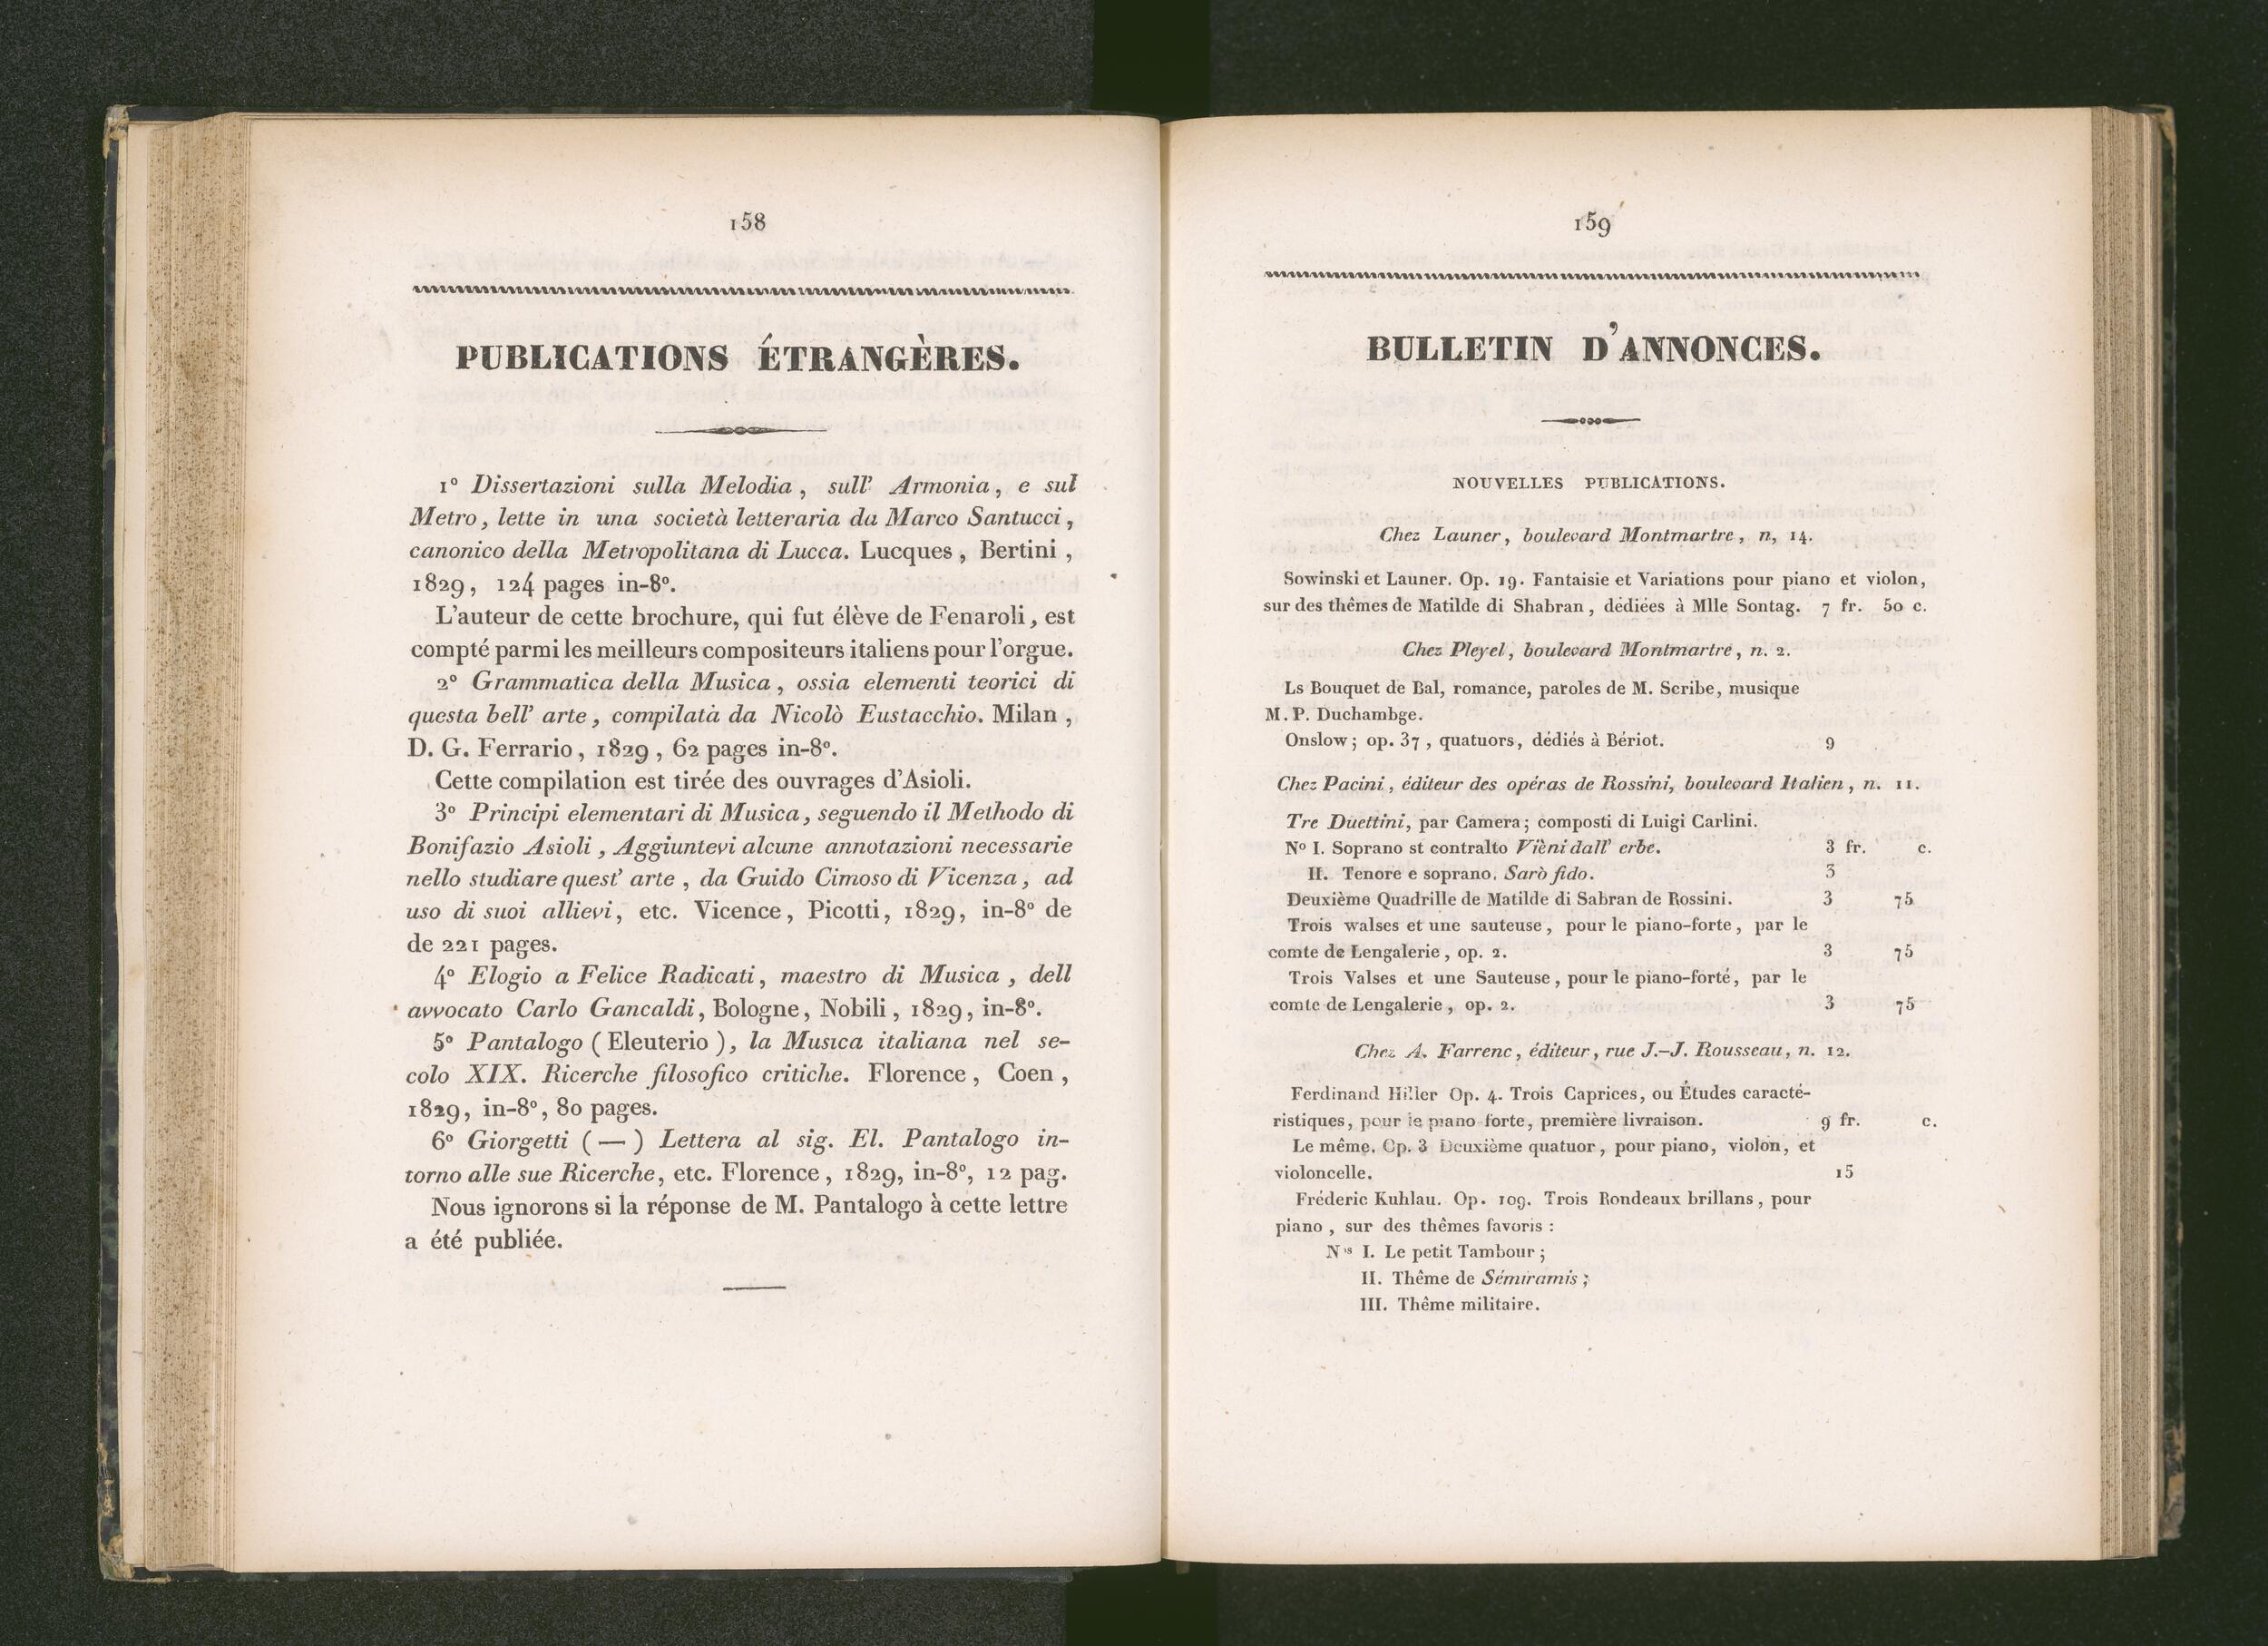 158
PUBLICATIONS ÉTRANGÈRES.
1º Dissertazioni sulla Melodia, sull' Armonia, e sul
Metro, lette in una società letteraria da Marco Santucci,
canonico della Metropolitana di Lucca. Lucques, Bertini,
1829, 124 pages in-8º.
L'auteur de cette brochure, qui fut élève de Fenaroli, est
compté parmi les meilleurs compositeurs italiens pour l'orgue.
2º Grammatica della Musica, ossia elementi teorici di
questa bell' arte, compilatà da Nicolò Eustacchio. Milan,
D. G. Ferrario, 1829, 62 pages in-8º.
Cette compilation est tirée des ouvrages d'Asioli.
3º Principi elementari di Musica, seguendo il Methodo di
Bonifazio Asioli, Aggiuntevi alcune annotazioni necessarie
nello studiare quest' arte, da Guido Cimoso di Vicenza, ad
uso di suoi allievi, etc. Vicence, Picotti, 1829, in-8º de
de 221 pages.
4º Elogio a Felice Radicati, maestro di Musica, dell
avvocato Carlo Gancaldi, Bologne, Nobili, 1829, in-8º.
5º Pantalogo (Eleuterio), la Musica italiana nel se-
colo XIX. Ricerche filosofico critiche. Florence, Coen,
1829, in-8º, 80 pages.
6º Giorgetti (—) Lettera al sig. El. Pantalogo in-
torno alle sue Ricerche, etc. Florence, 1829, in-8º, 12 pag.
Nous ignorons si la réponse de M. Pantalogo à cette lettre
a été publiée.
159
BULLETIN D'ANNONCES.
NOUVELLES PUBLICATIONS.
Chez Launer, boulevard Montmartre, n, 14.
Sowinski et Launer. Op. 19. Fantaisie et Variations pour piano et violon,
sur des thêmes de Matilde di Shabran, dédiées à Mlle Sontag. 7 fr. 50 c.
Chez Pleyel, boulevard Montmartre, n. 2.
Ls Bouquet de Bal, romance, paroles de M. Scribe, musique
M. P. Duchambge.
Onslow; op. 37, quatuors, dédiés à Bériot. 9
Chez Pacini, éditeur des opéras de Rossini, boulevard Italien, n. 11.
Tre Duettini, par Camera; composti di Luigi Carlini.
Nº I. Soprano st contralto Vièni dall' erbe. 3 fr. c.
II. Tenore e soprano. Sarò fido. 3
Deuxième Quadrille de Matilde di Sabran de Rossini. 3 75
Trois walses et une sauteuse, pour le piano-forte, par le
comte de Lengalerie, op. 2. 3 75
Trois Valses et une Sauteuse, pour le piano-forté, par le
comte de Lengalerie, op. 2. 3 75
Chez A. Farrenc, éditeur, rue J.-J. Rousseau, n. 12.
Ferdinand Hiller Op. 4. Trois Caprices, ou Études caracté-
ristiques, pour le piano forte, première livraison. 9 fr. c.
Le même. Op. 3 Deuxième quatuor, pour piano, violon, et
violoncelle. 15
Fréderic Kuhlau. Op. 109. Trois Rondeaux brillans, pour
piano, sur des thêmes favoris :
Nos I. Le petit Tambour;
II. Thême de Sémiramis;
III. Thême militaire.